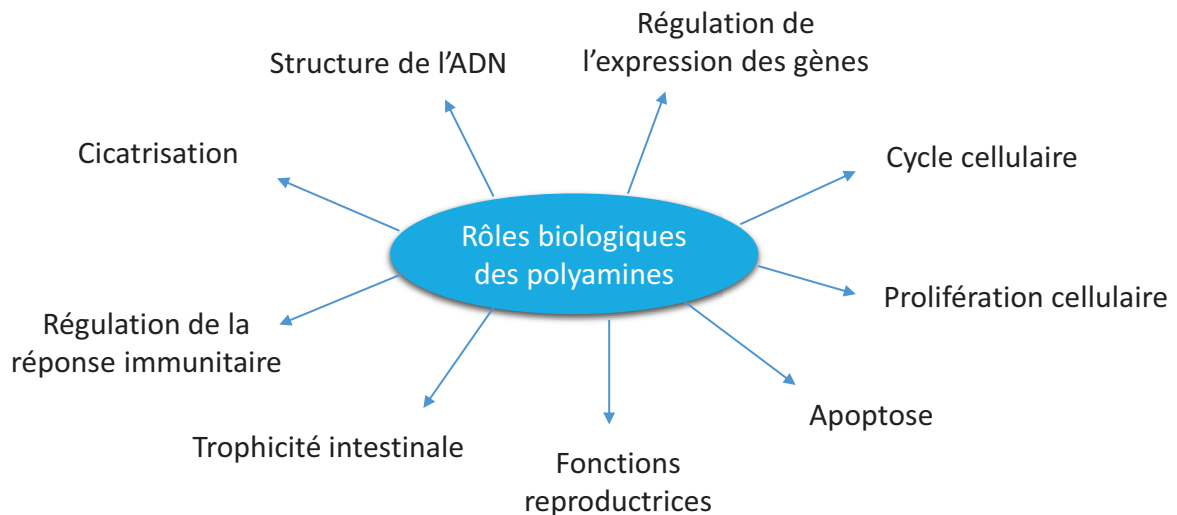 Régulation de
l’expression des gènes
Structure de l’ADN
Cicatrisation
Cycle cellulaire
Rôles biologiques
des polyamines
Prolifération cellulaire
Régulation de la
réponse immunitaire
Apoptose
Trophicité intestinale
Fonctions
reproductrices